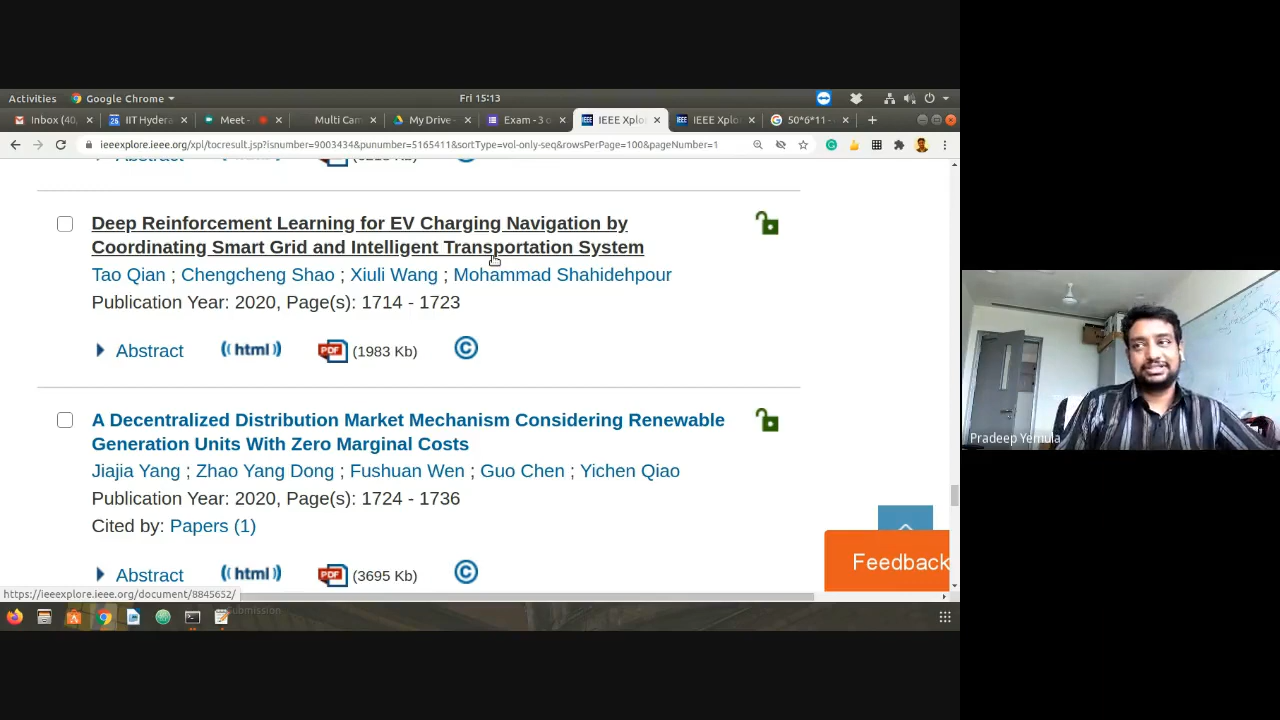 Activities
Google Chrome
Fri 15:13
Inbox (40,
IIT Hydera
Meet -
Multi Cam
My Drive -
Exam - 3 o
IEEE Xplo
IEEE Xplo
50*6*11 -
ieeexplore.ieee.org/xpl/tocresult.jsp?isnumber=9003434&punumber=5165411&sortType=vol-only-seq&rowsPerPage=100&pageNumber=1
Deep Reinforcement Learning for EV Charging Navigation by
Coordinating Smart Grid and Intelligent Transportation System
Tao Qian ; Chengcheng Shao ; Xiuli Wang ; Mohammad Shahidehpour
Publication Year: 2020, Page(s): 1714 - 1723
Abstract ((html)) PDF (1983 Kb) ©
A Decentralized Distribution Market Mechanism Considering Renewable
Generation Units With Zero Marginal Costs
Jiajia Yang ; Zhao Yang Dong ; Fushuan Wen ; Guo Chen ; Yichen Qiao
Publication Year: 2020, Page(s): 1724 - 1736
Cited by: Papers (1)
Abstract ((html)) PDF (3695 Kb) ©
Feedback
https://ieeexplore.ieee.org/document/8845652/
Submission
Pradeep Yemula